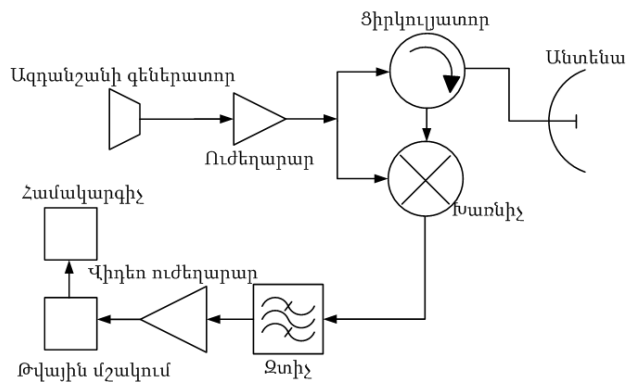 Ցիրկուլյատոր
Անտենա
Ազդանշանի գեներատոր
Ուժեղարար
Խառնիչ
Համակարգիչ
Վիդեո ուժեղարար
Թվային մշակում
Զտիչ